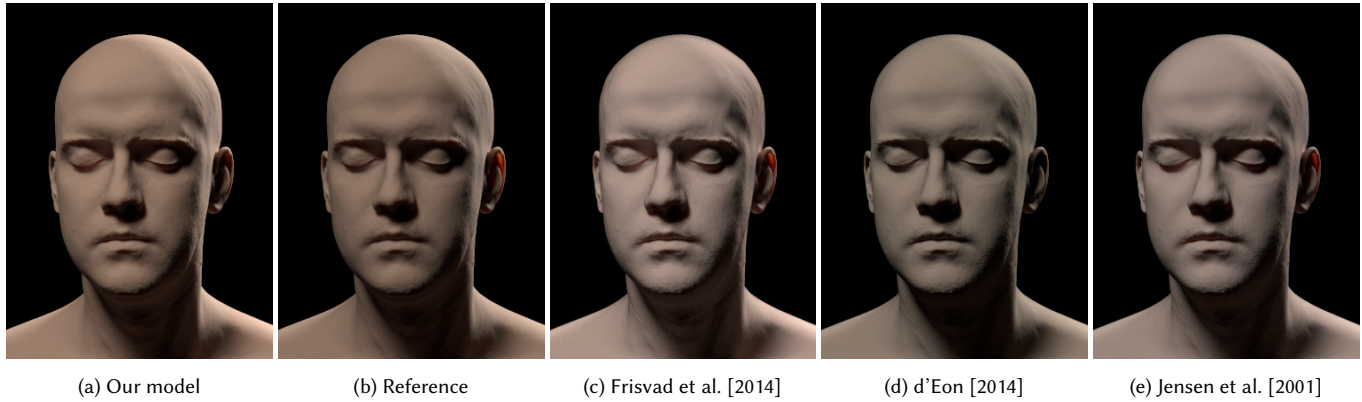 (a) Our model
(b) Reference
(c) Frisvad et al. [2014]
(d) d'Eon [2014]
(e) Jensen et al. [2001]